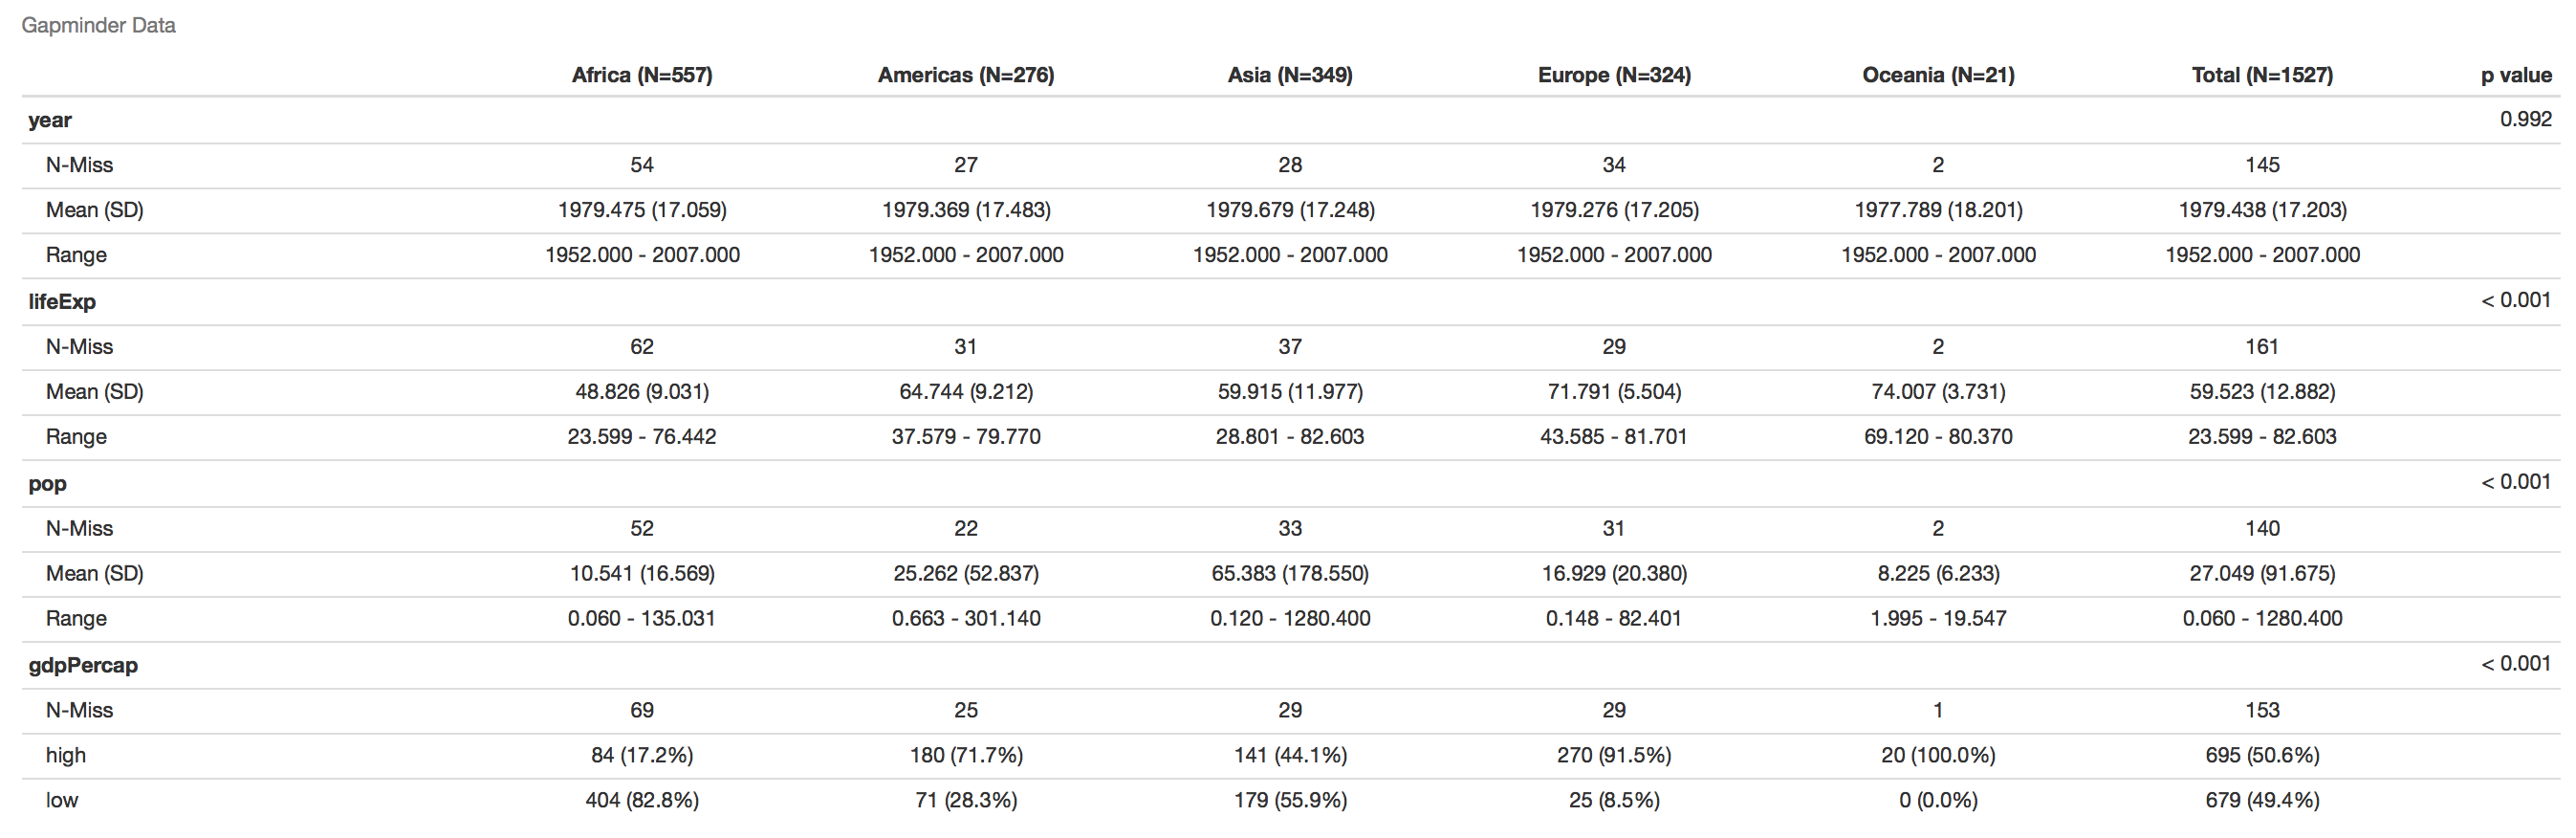 Gapminder Data
Africa (N=557) Americas (N=276) Asia (N=349) Europe (N=324) Oceania (N=21) Total (N=1527) p value
year 0.992
N-Miss 54 27 28 34 2 145
Mean (SD) 1979.475 (17.059) 1979.369 (17.483) 1979.679 (17.248) 1979.276 (17.205) 1977.789 (18.201) 1979.438 (17.203)
Range 1952.000 - 2007.000 1952.000 - 2007.000 1952.000 - 2007.000 1952.000 - 2007.000 1952.000 - 2007.000 1952.000 - 2007.000
lifeExp < 0.001
N-Miss 62 31 37 29 2 161
Mean (SD) 48.826 (9.031) 64.744 (9.212) 59.915 (11.977) 71.791 (5.504) 74.007 (3.731) 59.523 (12.882)
Range 23.599 - 76.442 37.579 - 79.770 28.801 - 82.603 43.585 - 81.701 69.120 - 80.370 23.599 - 82.603
pop < 0.001
N-Miss 52 22 33 31 2 140
Mean (SD) 10.541 (16.569) 25.262 (52.837) 65.383 (178.550) 16.929 (20.380) 8.225 (6.233) 27.049 (91.675)
Range 0.060 - 135.031 0.663 - 301.140 0.120 - 1280.400 0.148 - 82.401 1.995 - 19.547 0.060 - 1280.400
gdpPercap < 0.001
N-Miss 69 25 29 29 1 153
high 84 (17.2%) 180 (71.7%) 141 (44.1%) 270 (91.5%) 20 (100.0%) 695 (50.6%)
low 404 (82.8%) 71 (28.3%) 179 (55.9%) 25 (8.5%) 0 (0.0%) 679 (49.4%)